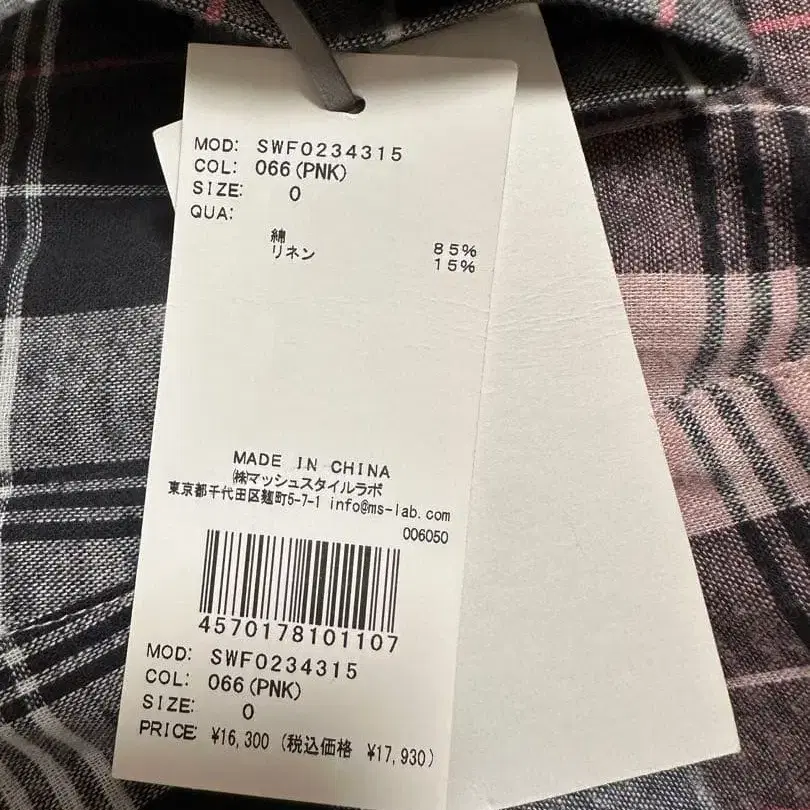 MOD: SWF0234315
COL: 066(PNK)
SIZE: 0
QUA:
綿 85%
リネン 15%
MADE IN CHINA
㈱マッシュスタイルラボ
東京都千代田区麹町5-7-1 info@ms-lab.com
006050
4570178101107
MOD: SWF0234315
COL: 066(PNK)
SIZE: 0
PRICE: ¥16,300 (税込価格 ¥17,930)